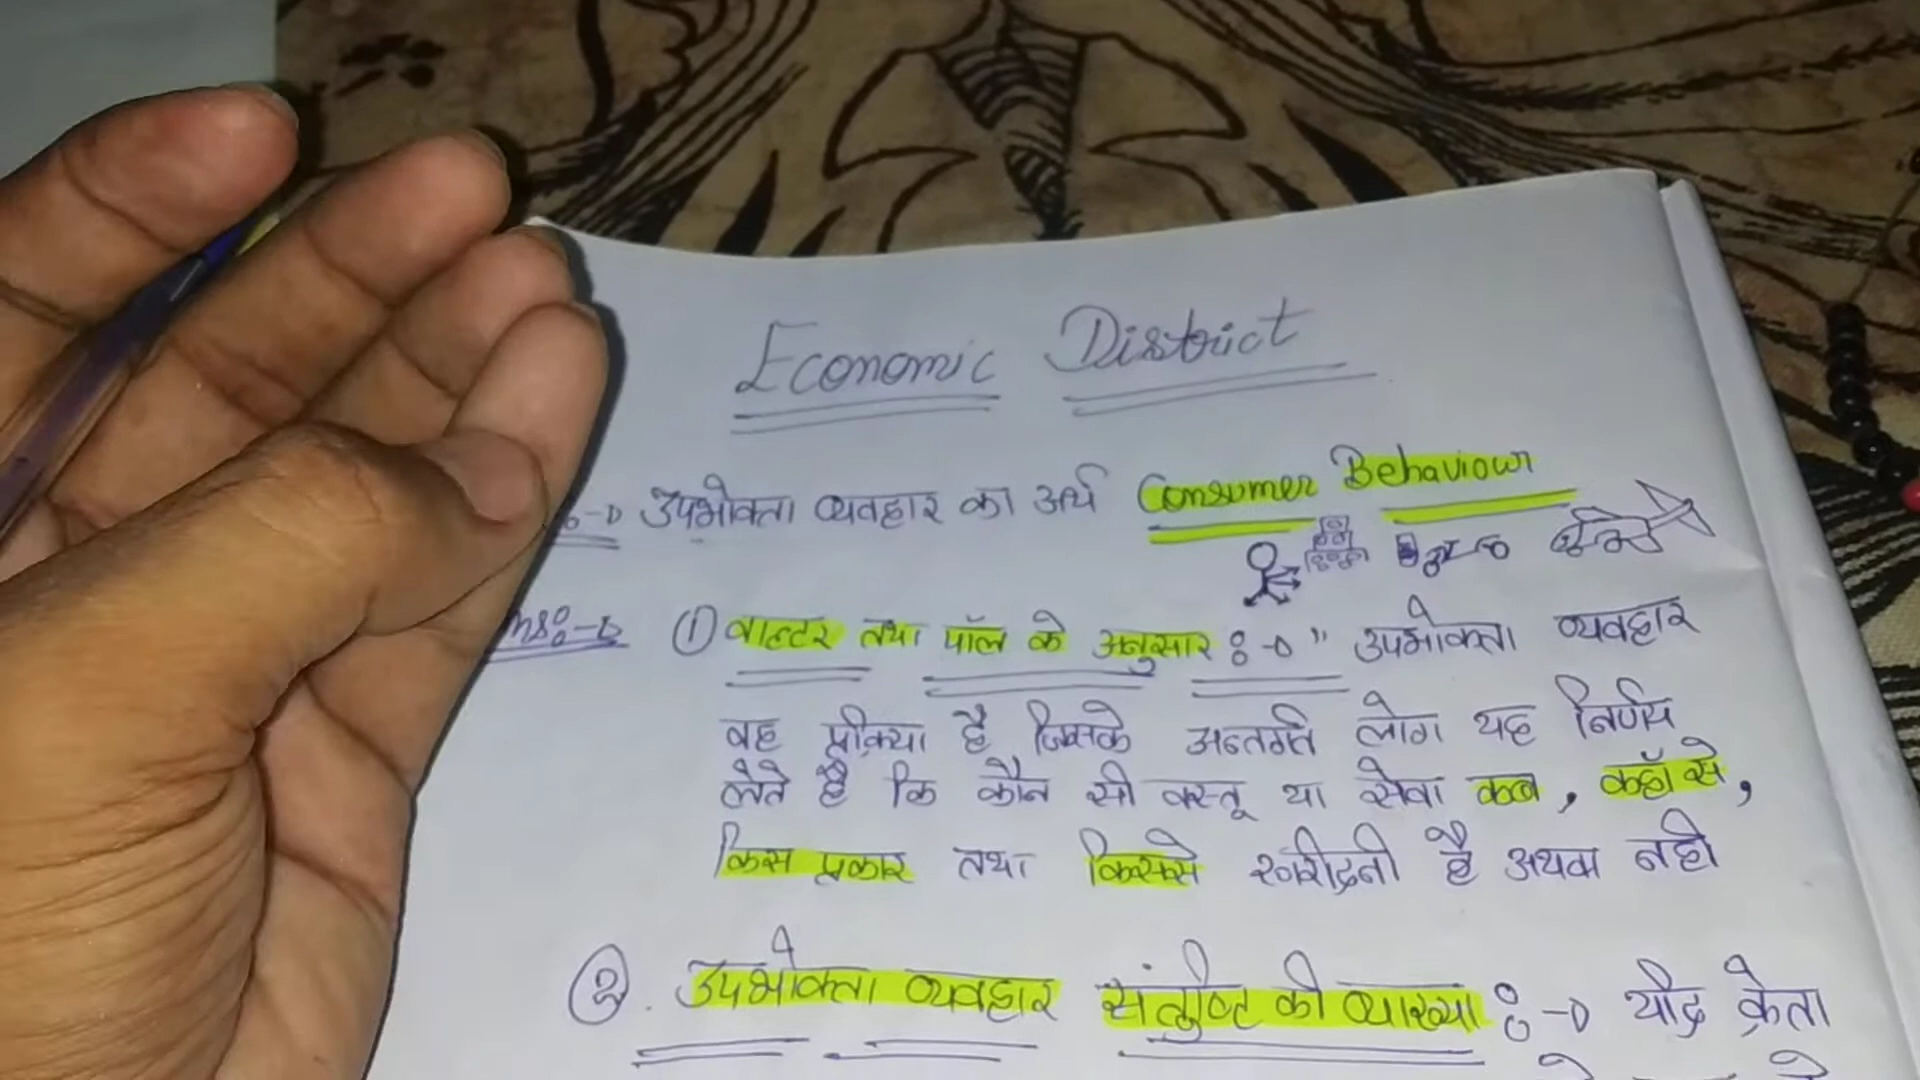 Economic District
उपभोक्ता व्यवहार का अर्थ Consumer Behaviour
ns:-
① वाल्टर तथा पॉल के अनुसार :- " उपभोक्ता व्यवहार
वह प्रक्रिया है जिसके अन्तर्गत लोग यह निर्णय
लेते है कि कौन सी वस्तू या सेवा कब , कहाँ से ,
किस प्रकार तथा किससे खरीदनी है अथवा नही
②. उपभोक्ता व्यवहार संतुष्टि की व्याख्या :- यदि क्रेता